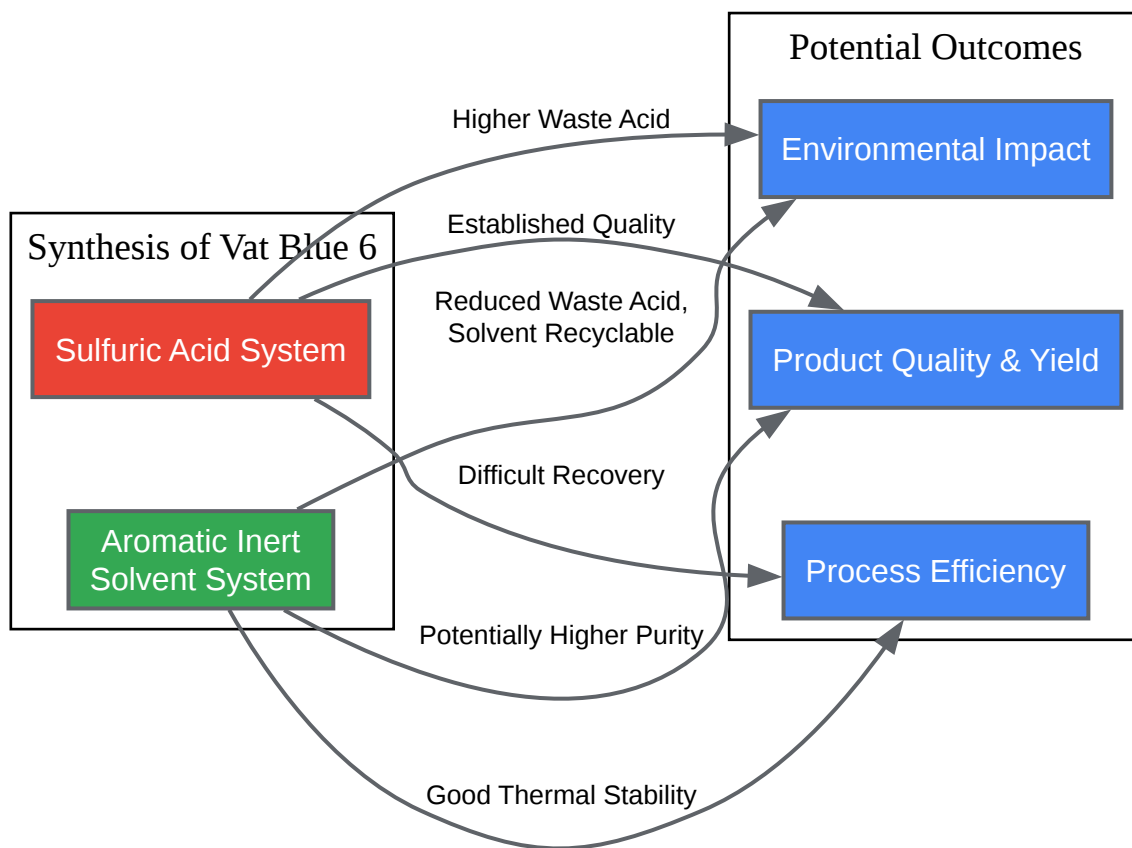 Potential Outcomes
Higher Waste Acid
Environmental Impact
Synthesis of Vat Blue 6
Established Quality
Sulfuric Acid System
Reduced Waste Acid,
Solvent Recyclable
Product Quality & Yield
Difficult Recovery
Aromatic Inert
Solvent System
Process Efficiency
Potentially Higher Purity
Good Thermal Stability